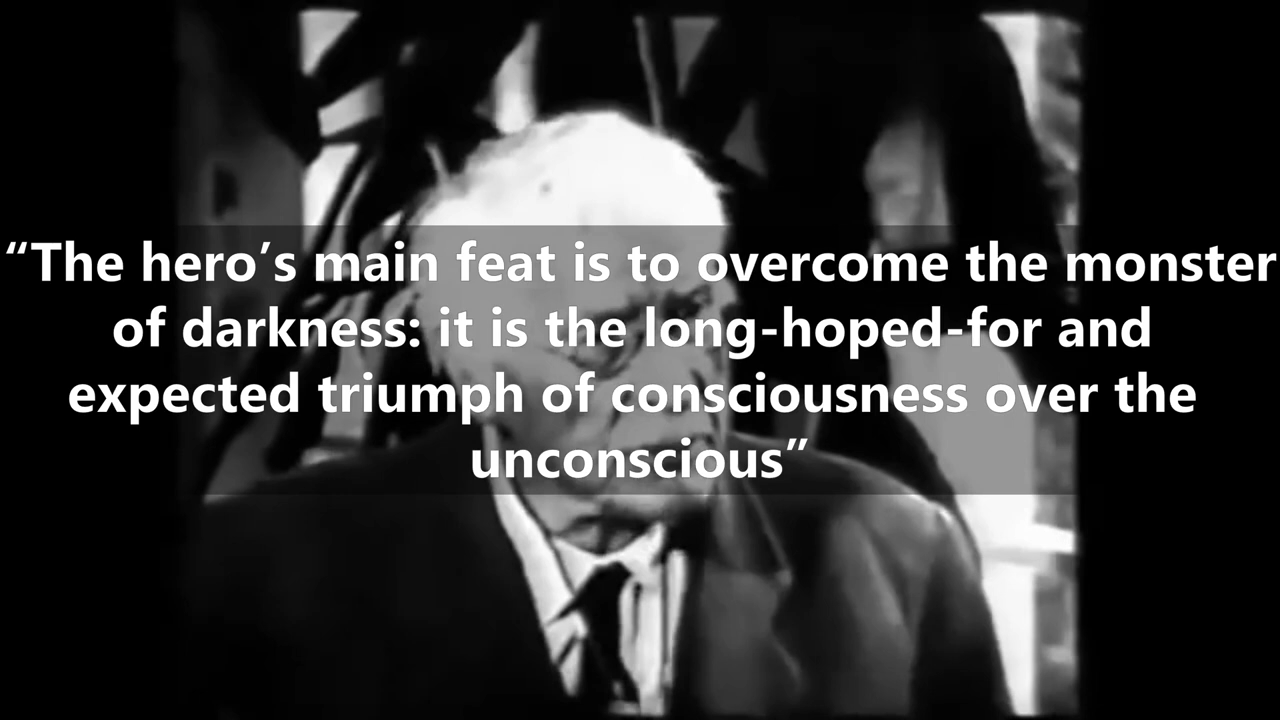 “The hero’s main feat is to overcome the monster
of darkness: it is the long-hoped-for and
expected triumph of consciousness over the
unconscious”